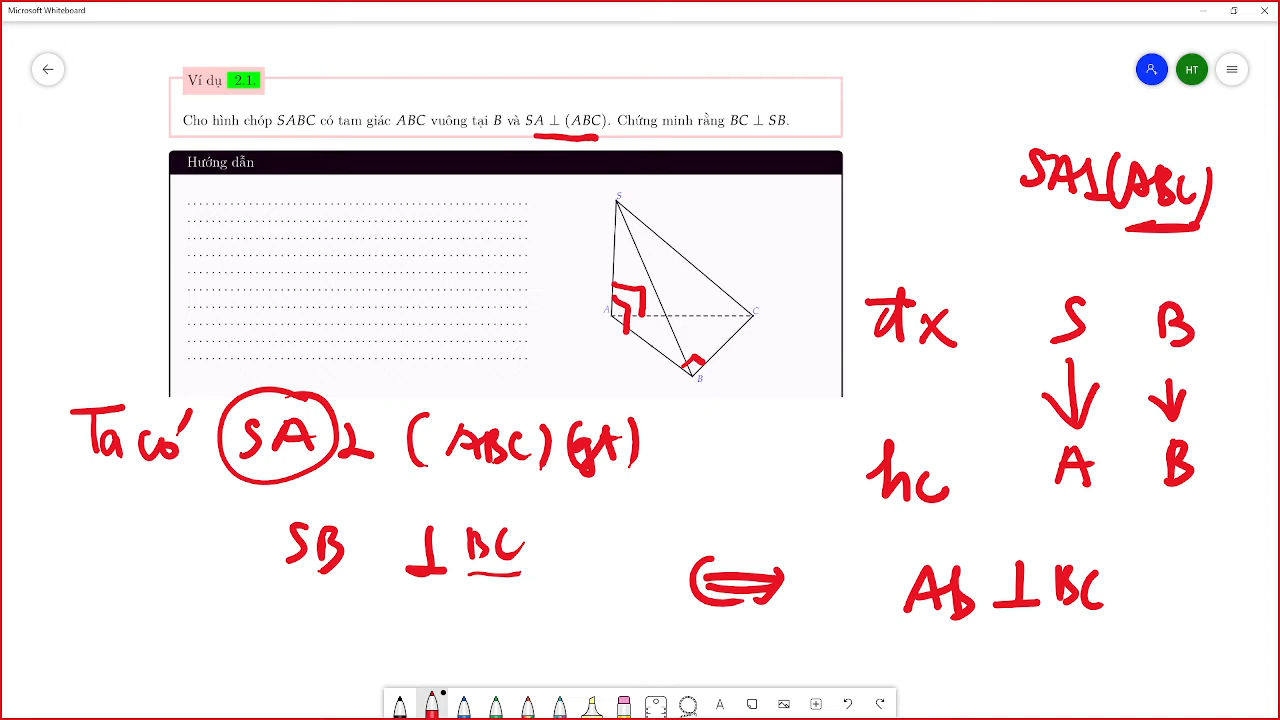 Microsoft Whiteboard
HT
Ví dụ 2.1.
Cho hình chóp SABC có tam giác ABC vuông tại B và SA ⊥ (ABC). Chứng minh rằng BC ⊥ SB.
Hướng dẫn
S
A
C
B
SA⊥(ABC)
đx S B
hc A B
Ta có SA ⊥ (ABC) (gt)
SB ⊥ BC ⇔ AB ⊥ BC
A